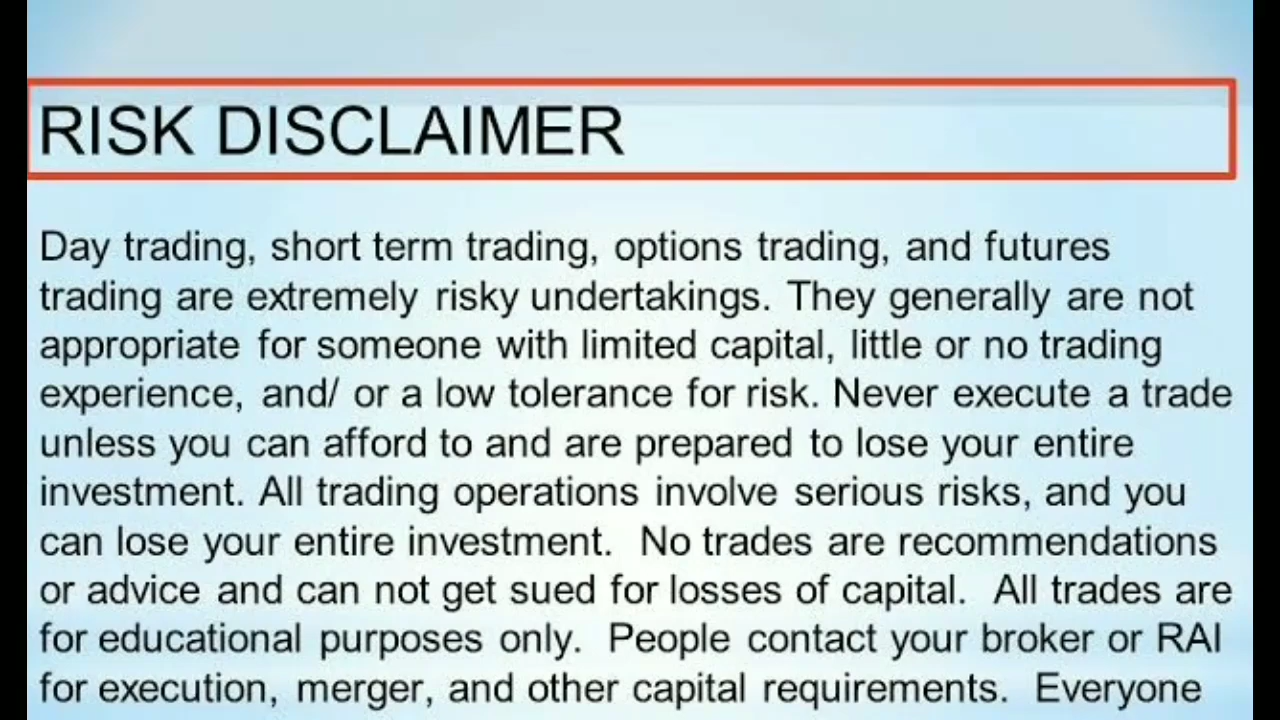 RISK DISCLAIMER
Day trading, short term trading, options trading, and futures
trading are extremely risky undertakings. They generally are not
appropriate for someone with limited capital, little or no trading
experience, and/ or a low tolerance for risk. Never execute a trade
unless you can afford to and are prepared to lose your entire
investment. All trading operations involve serious risks, and you
can lose your entire investment. No trades are recommendations
or advice and can not get sued for losses of capital. All trades are
for educational purposes only. People contact your broker or RAI
for execution, merger, and other capital requirements. Everyone